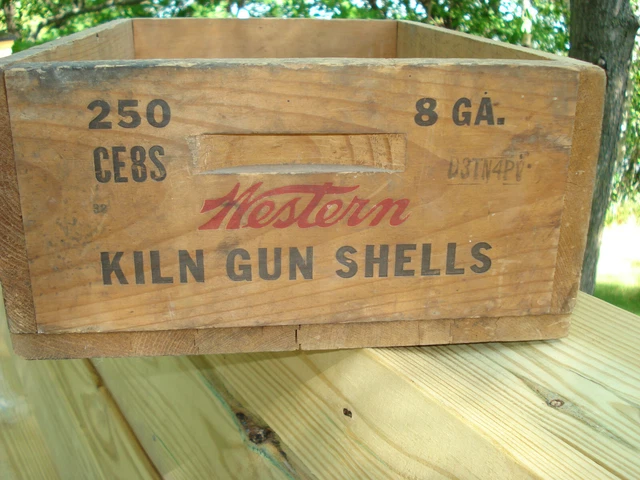 250 8 GA.
CE8S
Western
KILN GUN SHELLS